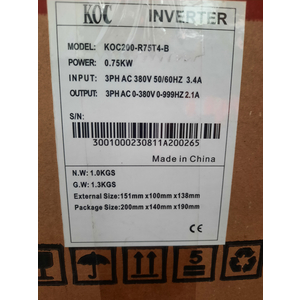 KOC INVERTER
MODEL: KOC200-R75T4-B
POWER: 0.75KW
INPUT: 3PH AC 380V 50/60HZ 3.4A
OUTPUT: 3PH AC 0-380V 0-999HZ 2.1A
S/N:
3001000230811A200265
Made in China
N.W: 1.0KGS
G.W: 1.3KGS
External Size:151mm x100mm x138mm
Package Size:200mm x140mm x190mm
5